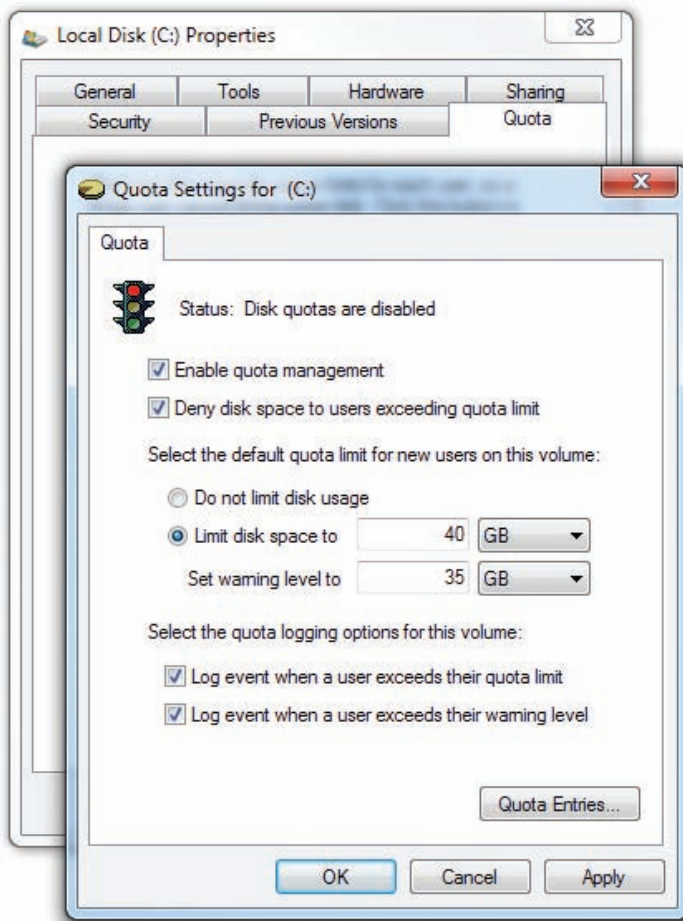 Local Disk (C:) Properties
General Tools Hardware Sharing
Security Previous Versions Quota
Quota Settings for (C:)
Quota
Status: Disk quotas are disabled
Enable quota management
Deny disk space to users exceeding quota limit
Select the default quota limit for new users on this volume:
Do not limit disk usage
Limit disk space to 40 GB
Set warning level to 35 GB
Select the quota logging options for this volume:
Log event when a user exceeds their quota limit
Log event when a user exceeds their warning level
Quota Entries...
OK Cancel Apply